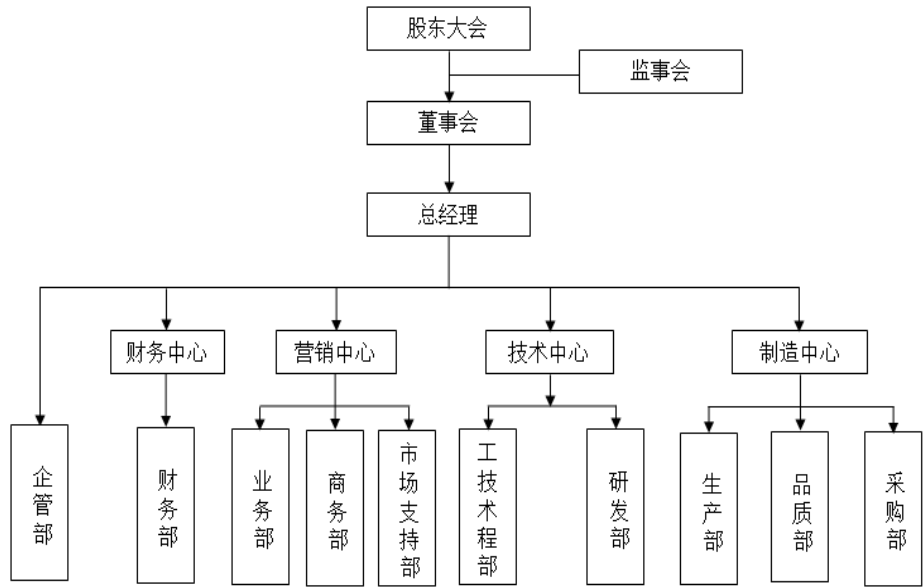 股东大会
监事会
董事会
总经理
财务中心
营销中心
技术中心
制造中心
企管部
财务部
业务部
商务部
市场支持部
工技术程部
研发部
生产部
品质部
采购部